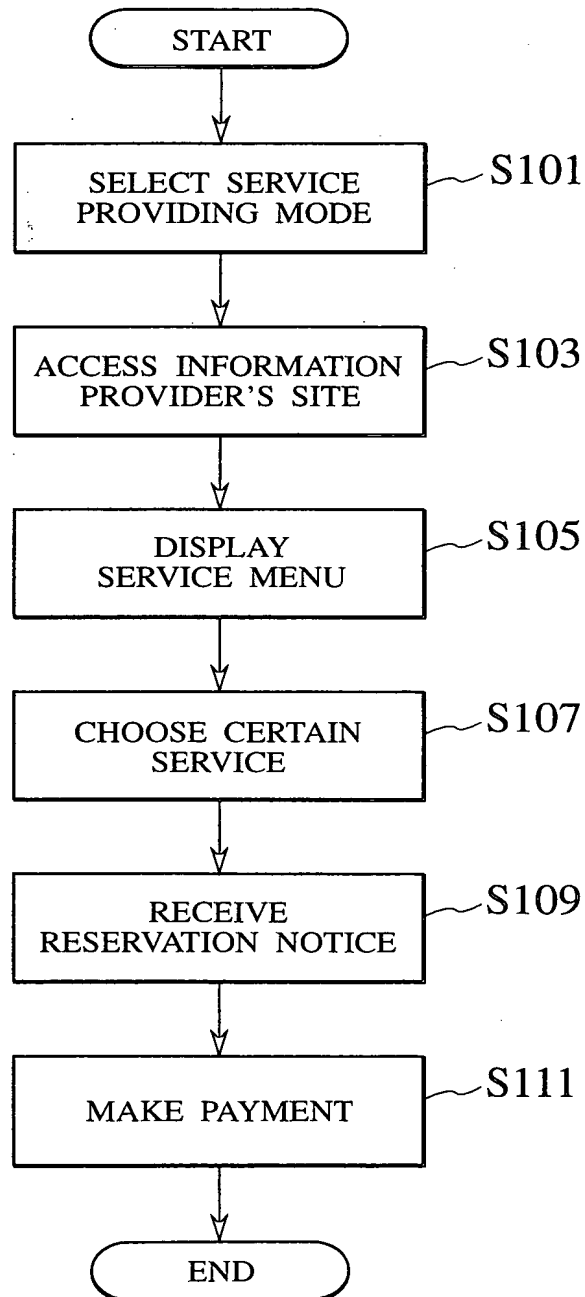 START
SELECT SERVICE
PROVIDING MODE
S101
ACCESS INFORMATION
PROVIDER'S SITE
S103
DISPLAY
SERVICE MENU
S105
CHOOSE CERTAIN
SERVICE
S107
RECEIVE
RESERVATION NOTICE
S109
MAKE PAYMENT
S111
END